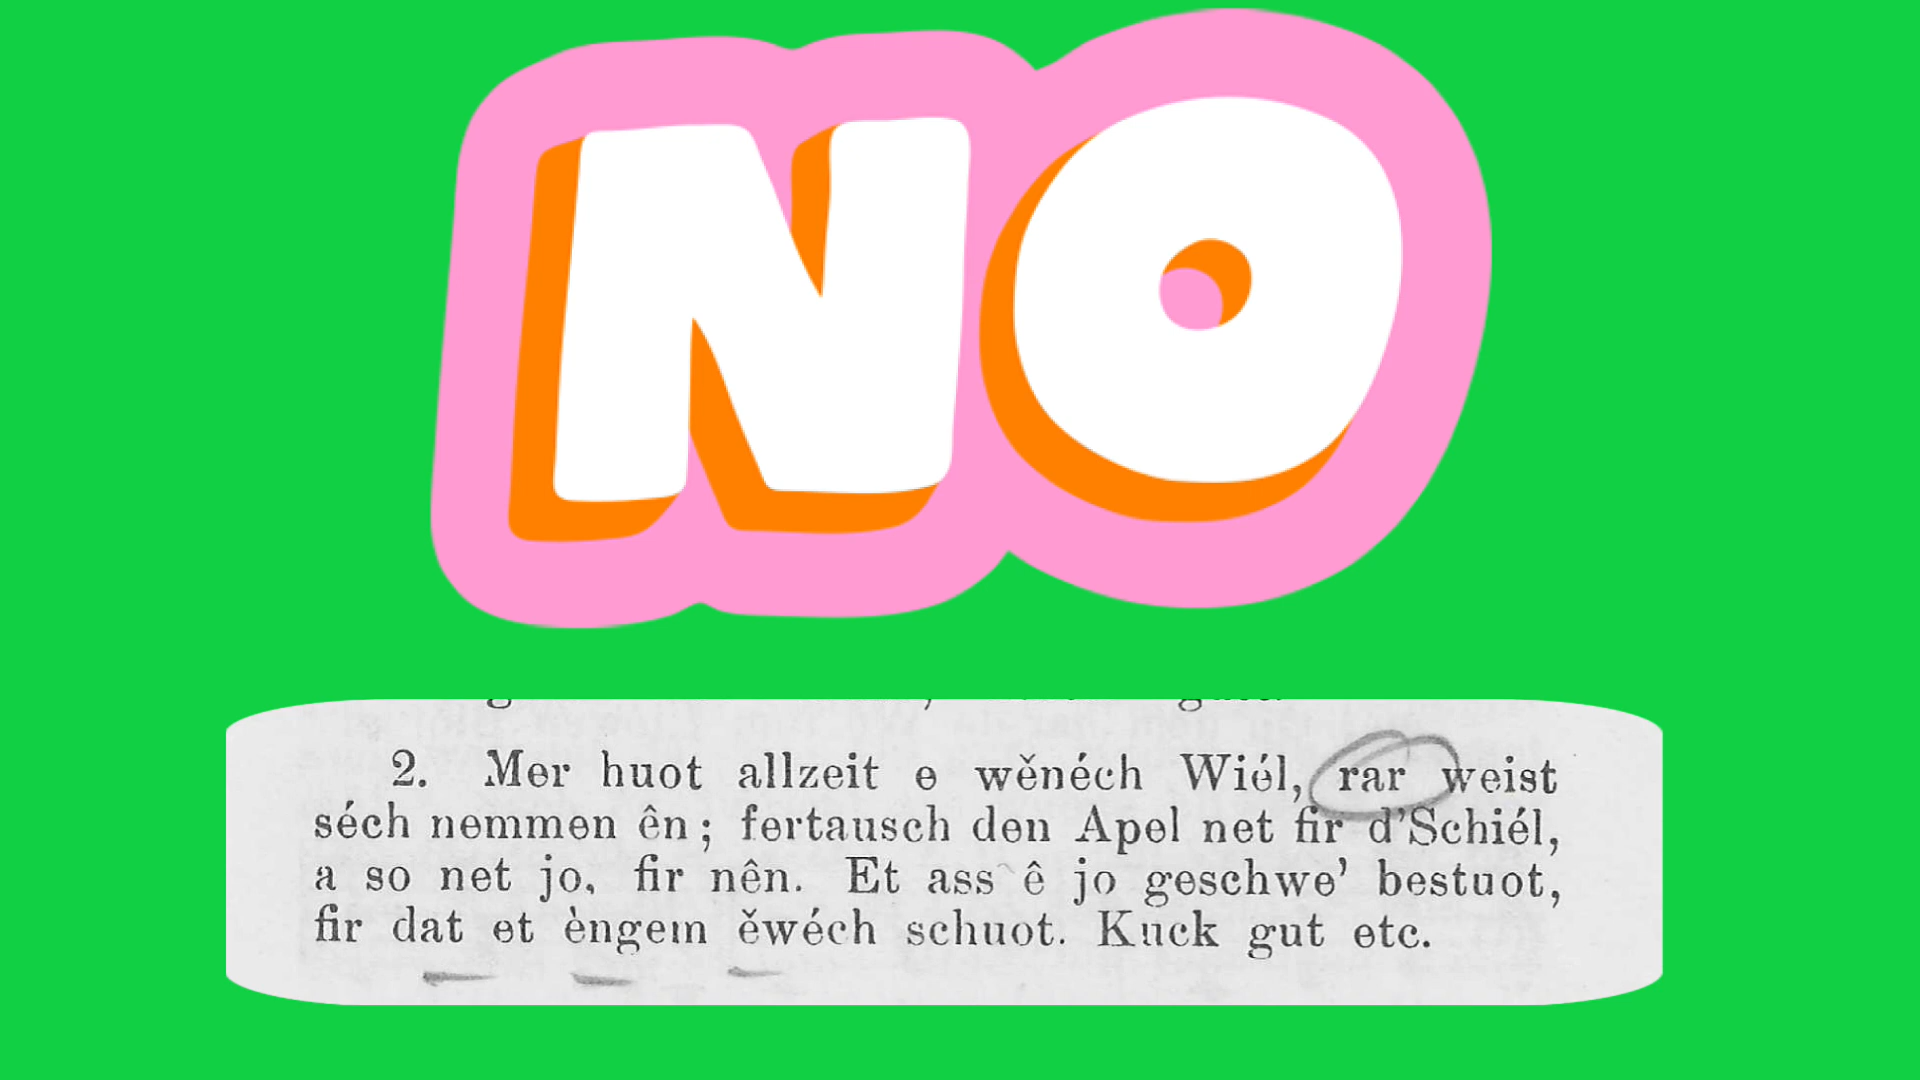 NO
2. Mer huot allzeit e wěnéch Wiél, rar weist
séch nemmen ên; fertausch den Apel net fir d'Schiél,
a so net jo, fir nên. Et ass ê jo geschwe' bestuot,
fir dat et èngem ěwéch schuot. Kuck gut etc.